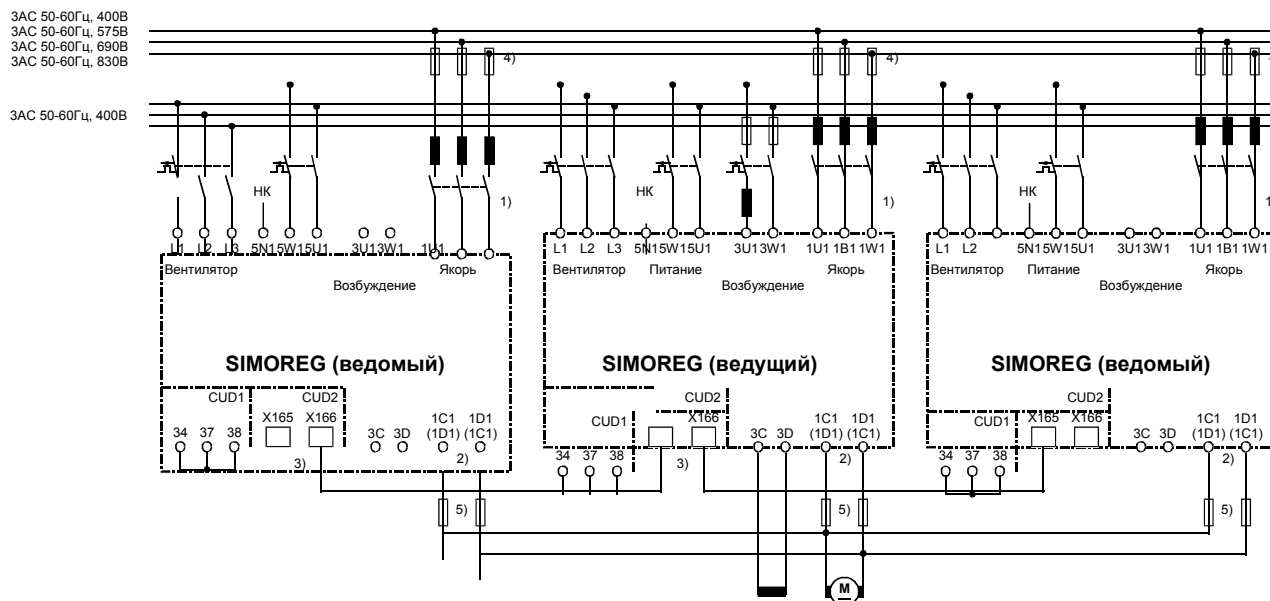 3AC 50-60Гц, 400В
3AC 50-60Гц, 575В
3AC 50-60Гц, 690В
3AC 50-60Гц, 830В
4) 4)
3AC 50-60Гц, 400В
НК 1) НК 1) НК 1
L1 L2 L3 5N1 5W1 5U1 3U1 3W1 1U1
L1 L2 L3 5N 5W1 5U1 3U1 3W1 1U1 1B1 1W1
L1 L2 5N1 5W1 5U1 3U1 3W1 1U1 1B1 1W1
Вентилятор Якорь
Возбуждение
Вентилятор Питание Якорь
Возбуждение
Вентилятор Питание Якорь
Возбуждение
SIMOREG (ведомый) SIMOREG (ведущий) SIMOREG (ведомый)
CUD1 CUD2
X165 X166
1C1 1D1
(1D1) (1C1)
34 37 38 3C 3D
3) 2)
CUD2
CUD1 X166
1C1 1D1
(1D1) (1C1)
3C 3D
34 37 38 3) 2)
CUD2
CUD1 X165 X166
1C1 1D1
(1D1) (1C1)
3C 3D
34 37 38 2)
5) 5) 5)
M